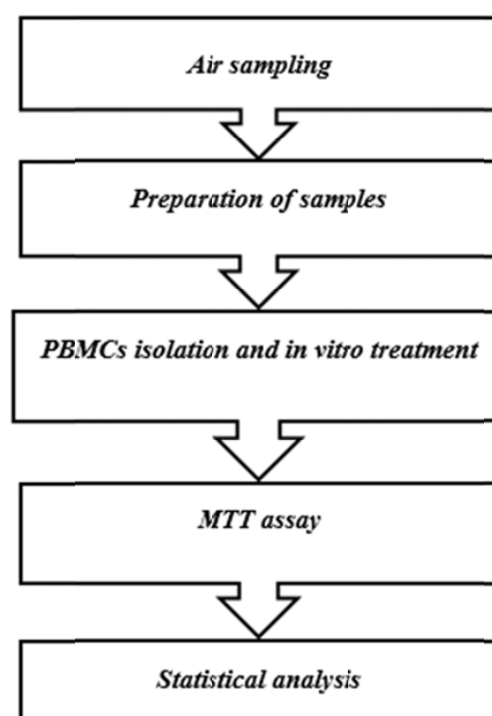 Air sampling
Preparation of samples
PBMCs isolation and in vitro treatment
MTT assay
Statistical analysis